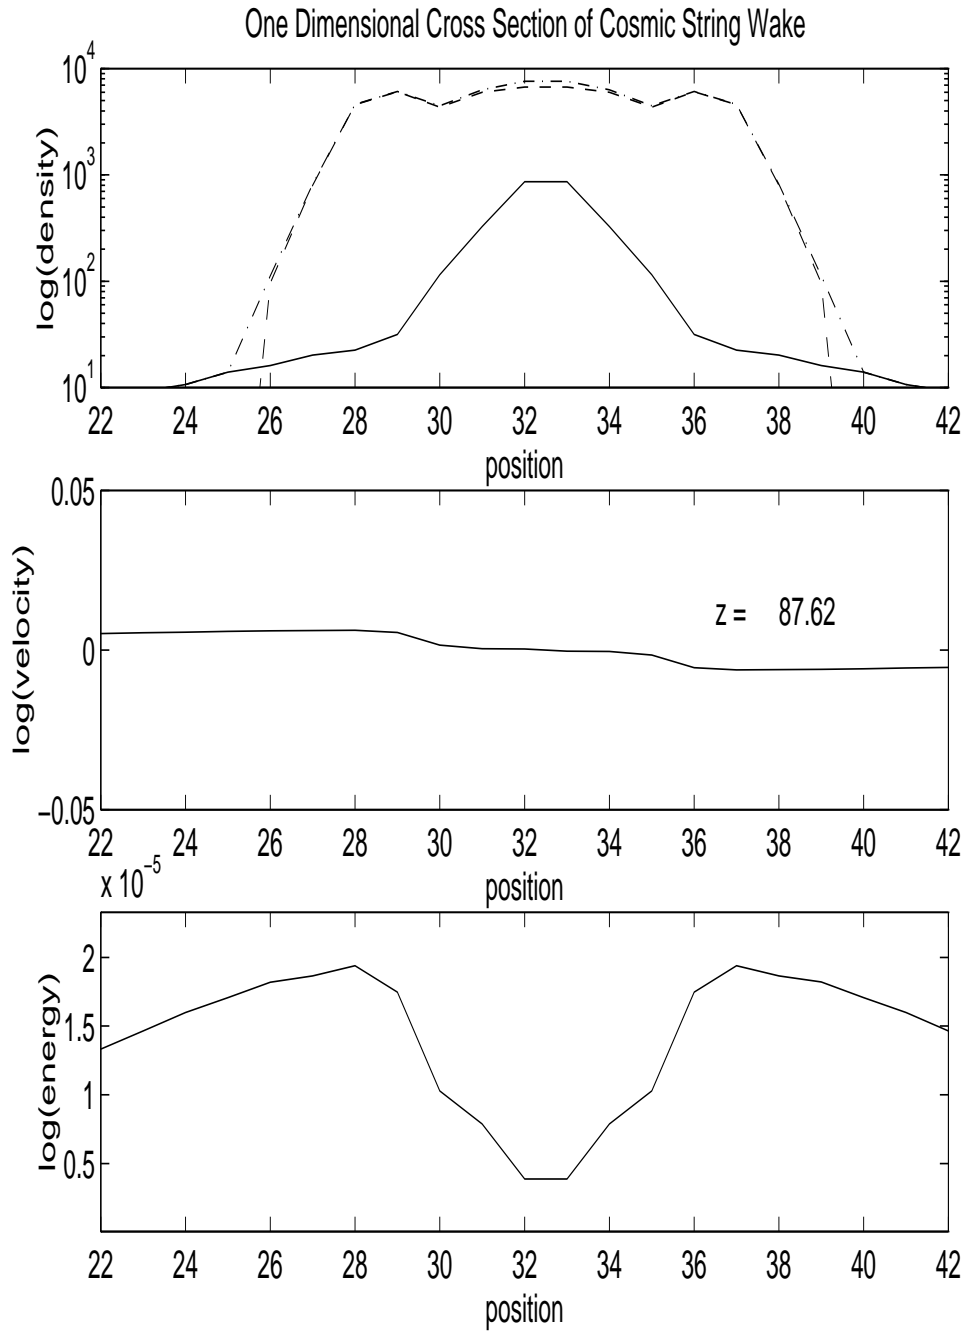 One Dimensional Cross Section of Cosmic String Wake
log(density)
10^4
10^3
10^2
10^1
22 24 26 28 30 32 34 36 38 40 42
position
log(velocity)
0.05
0
−0.05
z = 87.62
22 24 26 28 30 32 34 36 38 40 42
position
x 10^−5
log(energy)
2
1.5
1
0.5
22 24 26 28 30 32 34 36 38 40 42
position